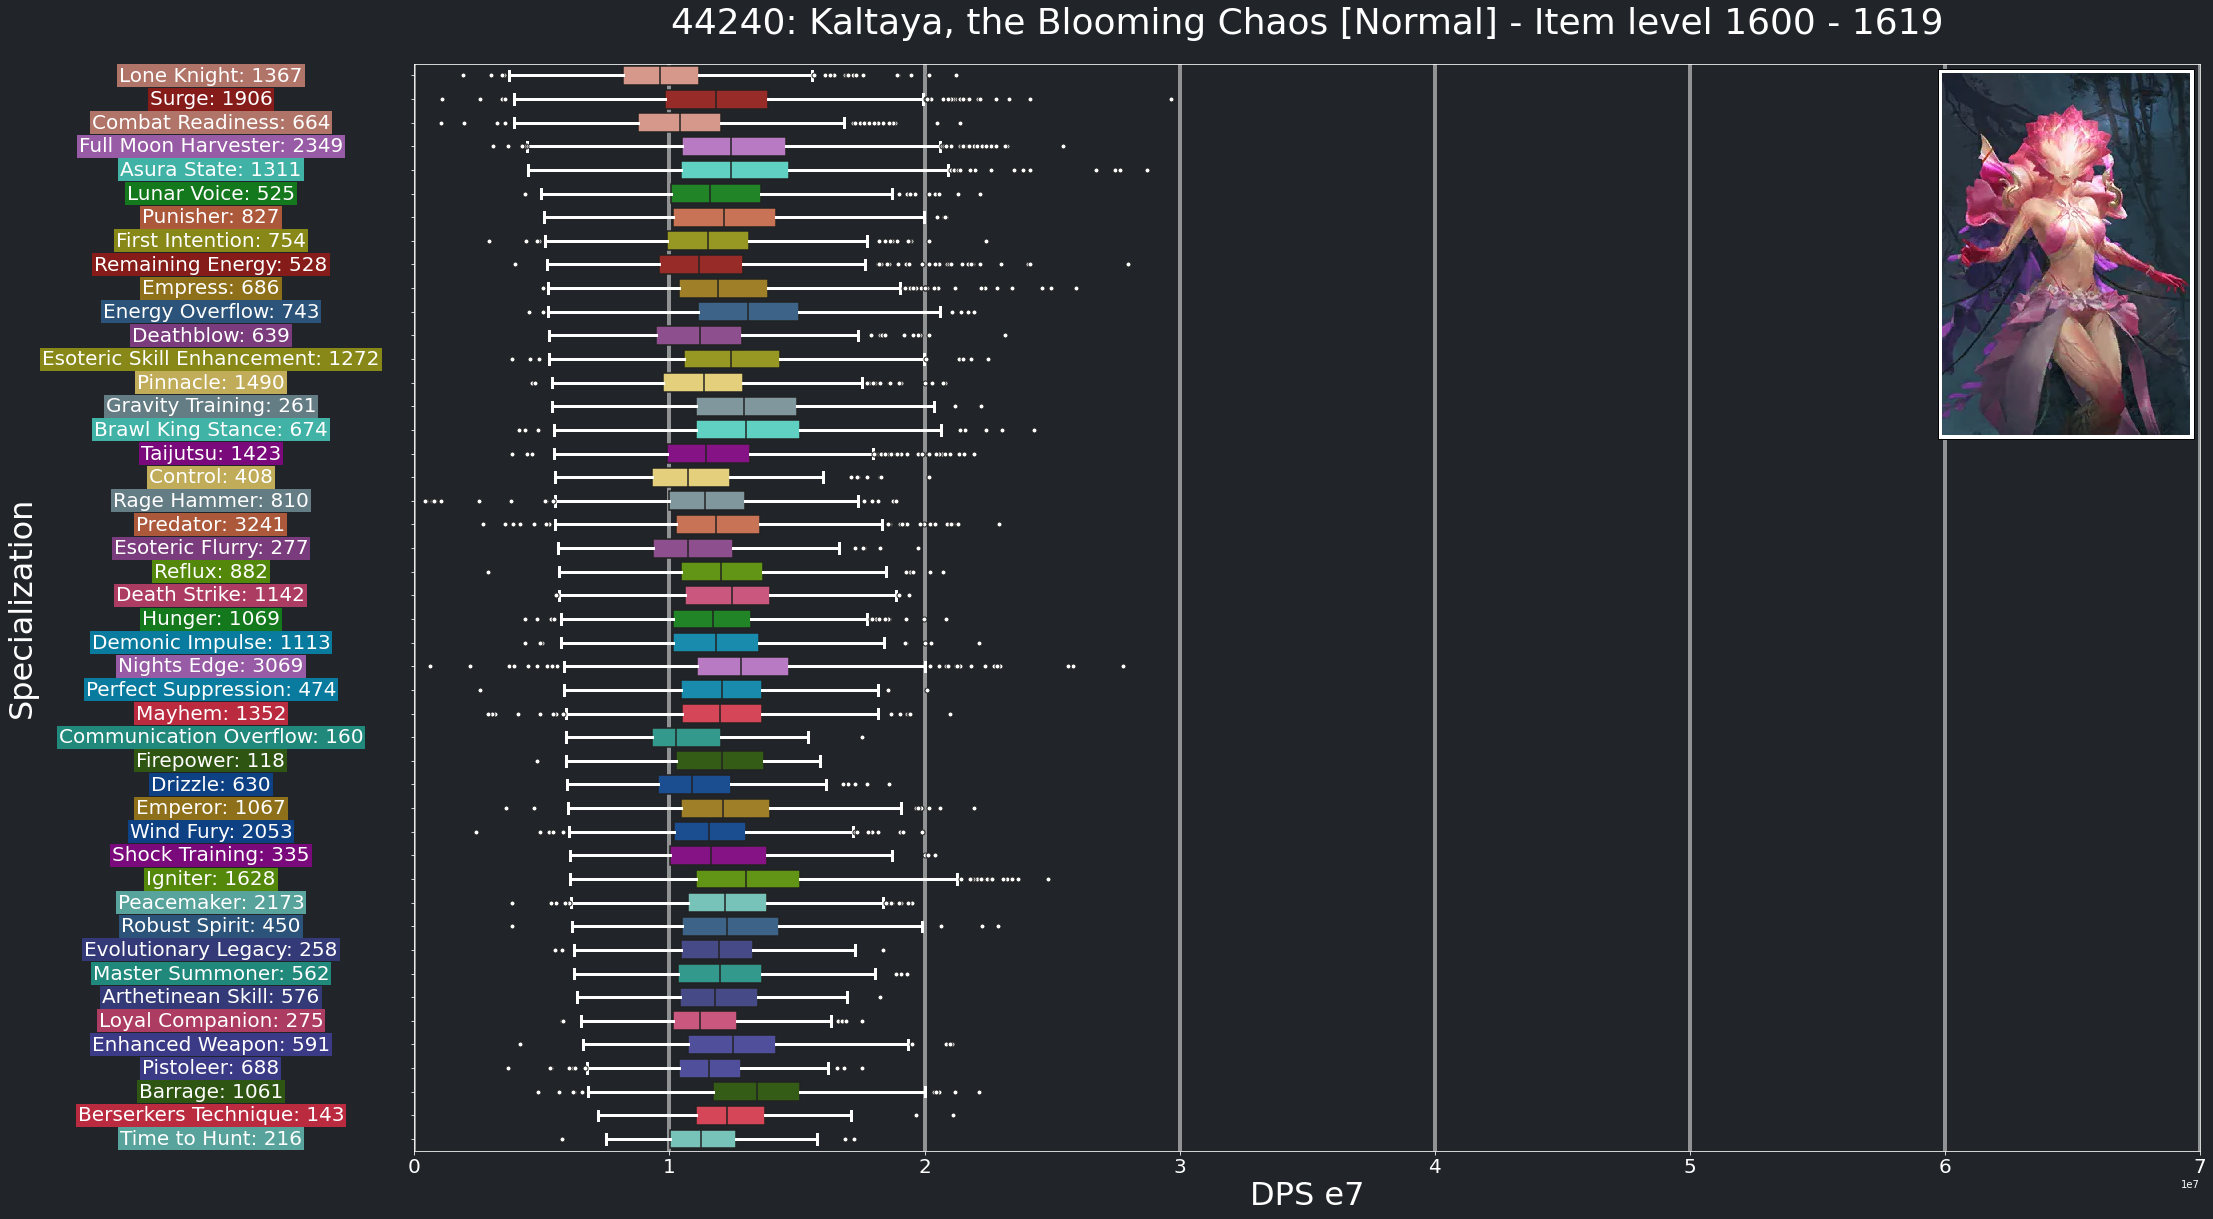 44240: Kaltaya, the Blooming Chaos [Normal] - Item level 1600 - 1619
Specialization
Lone Knight: 1367
Surge: 1906
Combat Readiness: 664
Full Moon Harvester: 2349
Asura State: 1311
Lunar Voice: 525
Punisher: 827
First Intention: 754
Remaining Energy: 528
Empress: 686
Energy Overflow: 743
Deathblow: 639
Esoteric Skill Enhancement: 1272
Pinnacle: 1490
Gravity Training: 261
Brawl King Stance: 674
Taijutsu: 1423
Control: 408
Rage Hammer: 810
Predator: 3241
Esoteric Flurry: 277
Reflux: 882
Death Strike: 1142
Hunger: 1069
Demonic Impulse: 1113
Nights Edge: 3069
Perfect Suppression: 474
Mayhem: 1352
Communication Overflow: 160
Firepower: 118
Drizzle: 630
Emperor: 1067
Wind Fury: 2053
Shock Training: 335
Igniter: 1628
Peacemaker: 2173
Robust Spirit: 450
Evolutionary Legacy: 258
Master Summoner: 562
Arthetinean Skill: 576
Loyal Companion: 275
Enhanced Weapon: 591
Pistoleer: 688
Barrage: 1061
Berserkers Technique: 143
Time to Hunt: 216
0 1 2 3 4 5 6 7
1e7
DPS e7